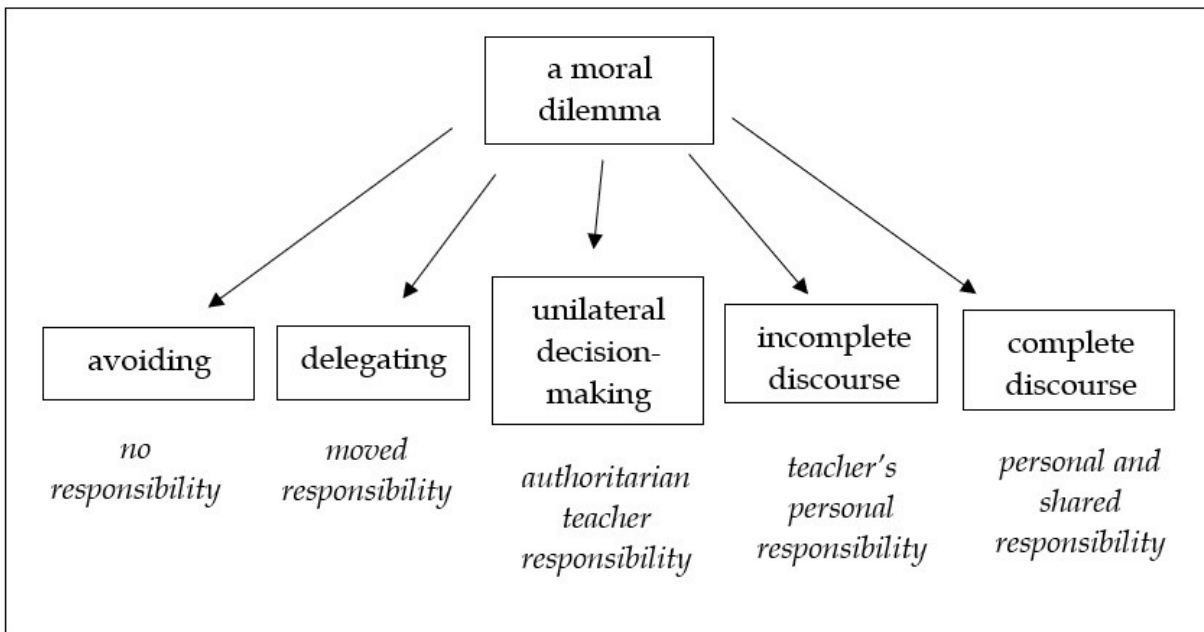 a moral
dilemma
avoiding
delegating
unilateral
decision-
making
incomplete
discourse
complete
discourse
no
responsibility
moved
responsibility
authoritarian
teacher
responsibility
teacher's
personal
responsibility
personal and
shared
responsibility